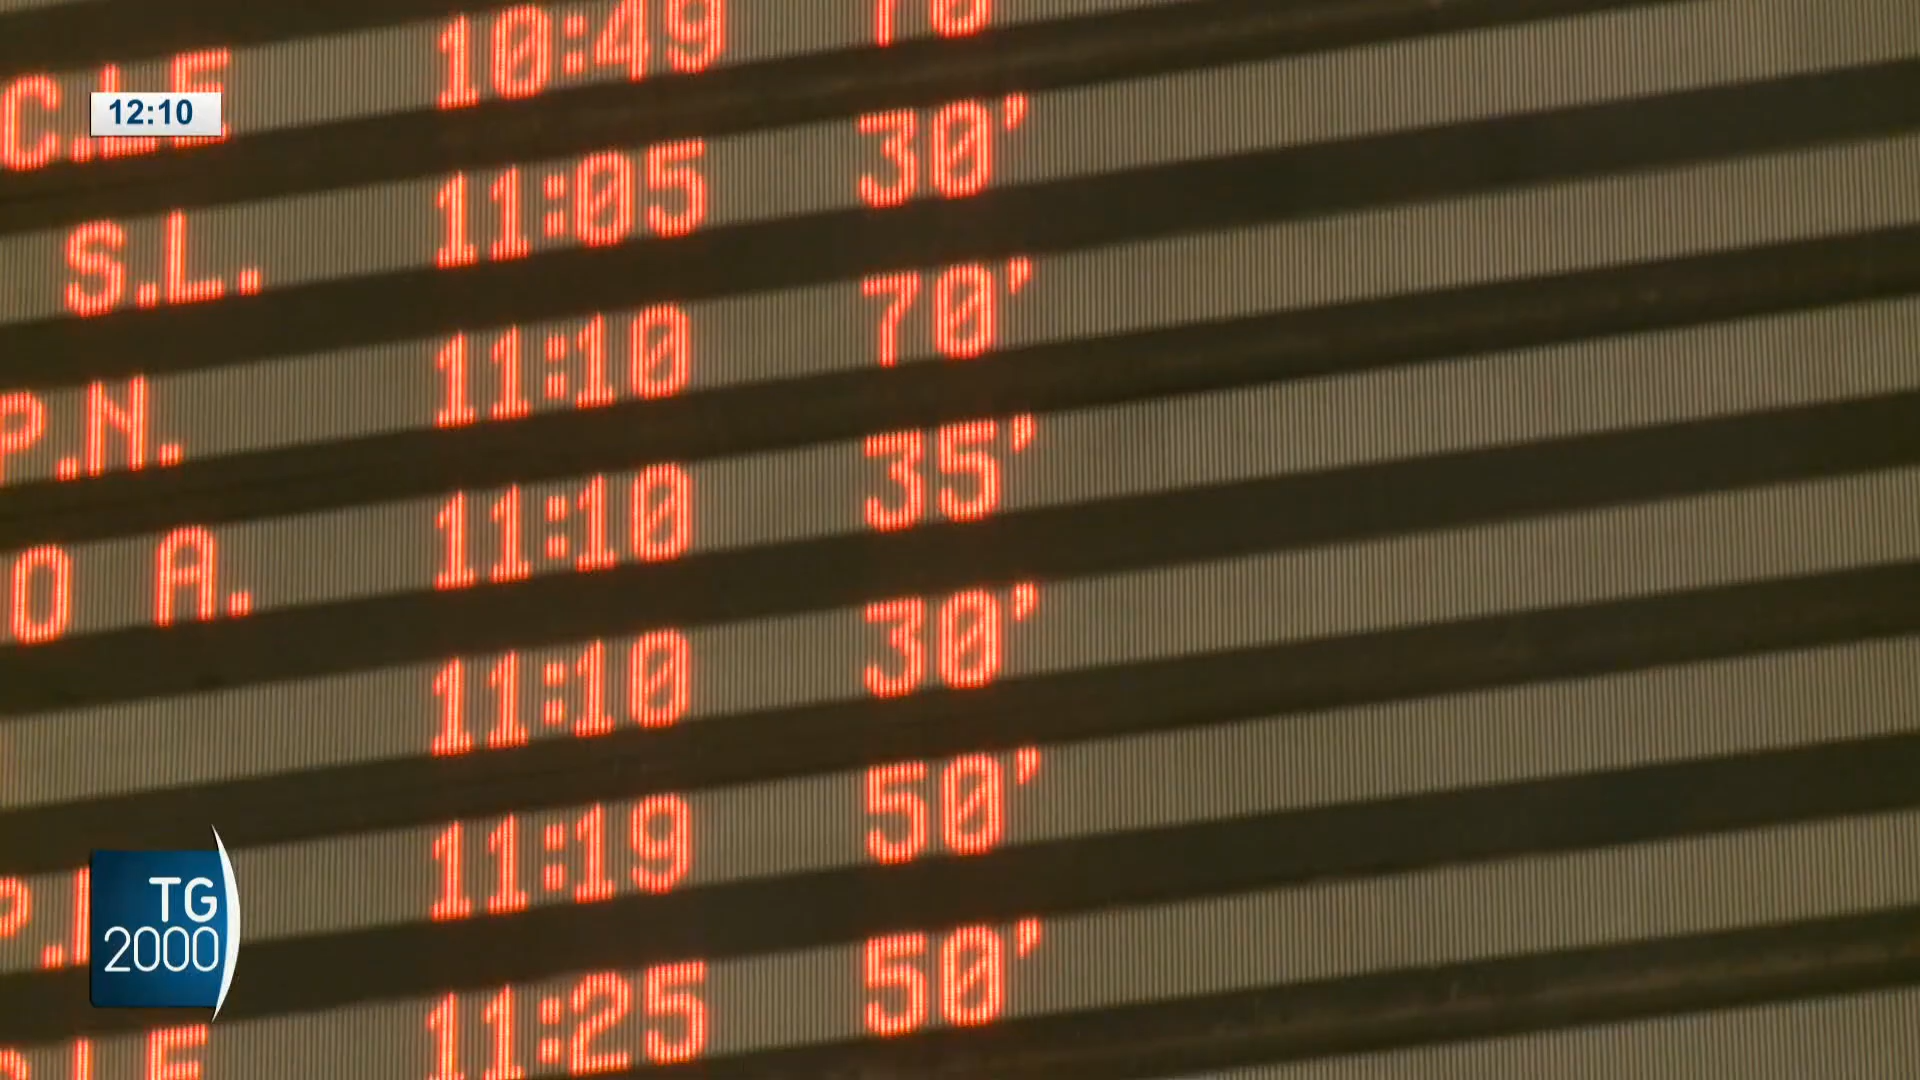 10:49 70
C.LE
12:10
11:05 30’
S.L.
11:10 70’
P.N.
11:10 35’
O A.
11:10 30’
11:19 50’
TG
2000
11:25 50’